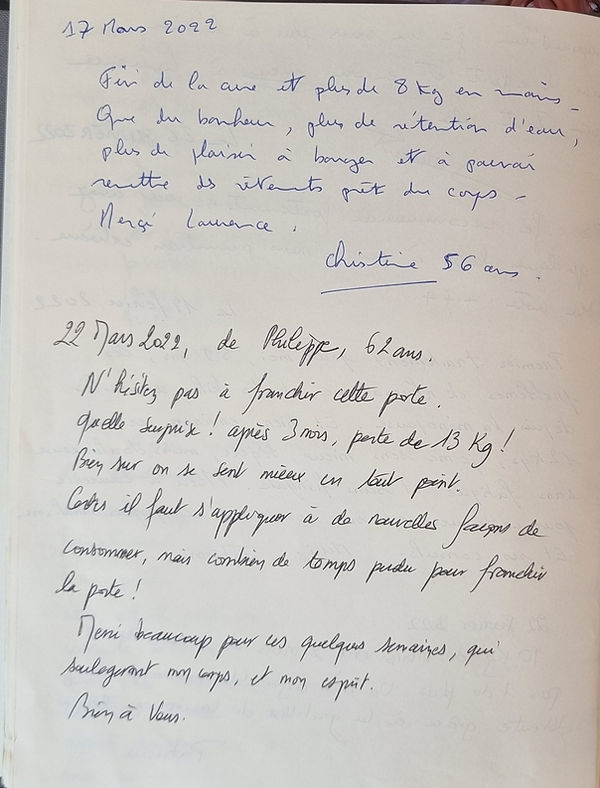 17 Mars 2022
Fin de la cure et plus de 8 Kg en moins -
Que du bonheur, plus de rétention d'eau,
plus de plaisir à bouger et à pouvoir
remettre des vêtements prêt du corps -
Merçi Laurence.
Christine 56 ans.
22 Mars 2022, de Philippe, 62 ans.
N'hésitez pas à franchir cette porte.
Quelle surprise ! après 3 mois, perte de 13 Kg !
Bien sur on se sent mieux en tout point.
Certes il faut s'appliquer à de nouvelles façons de
consommer, mais combien de temps perdu pour franchir
la porte !
Merci beaucoup pour ces quelques semaines, qui
soulageront mon corps, et mon esprit.
Bien à Vous.